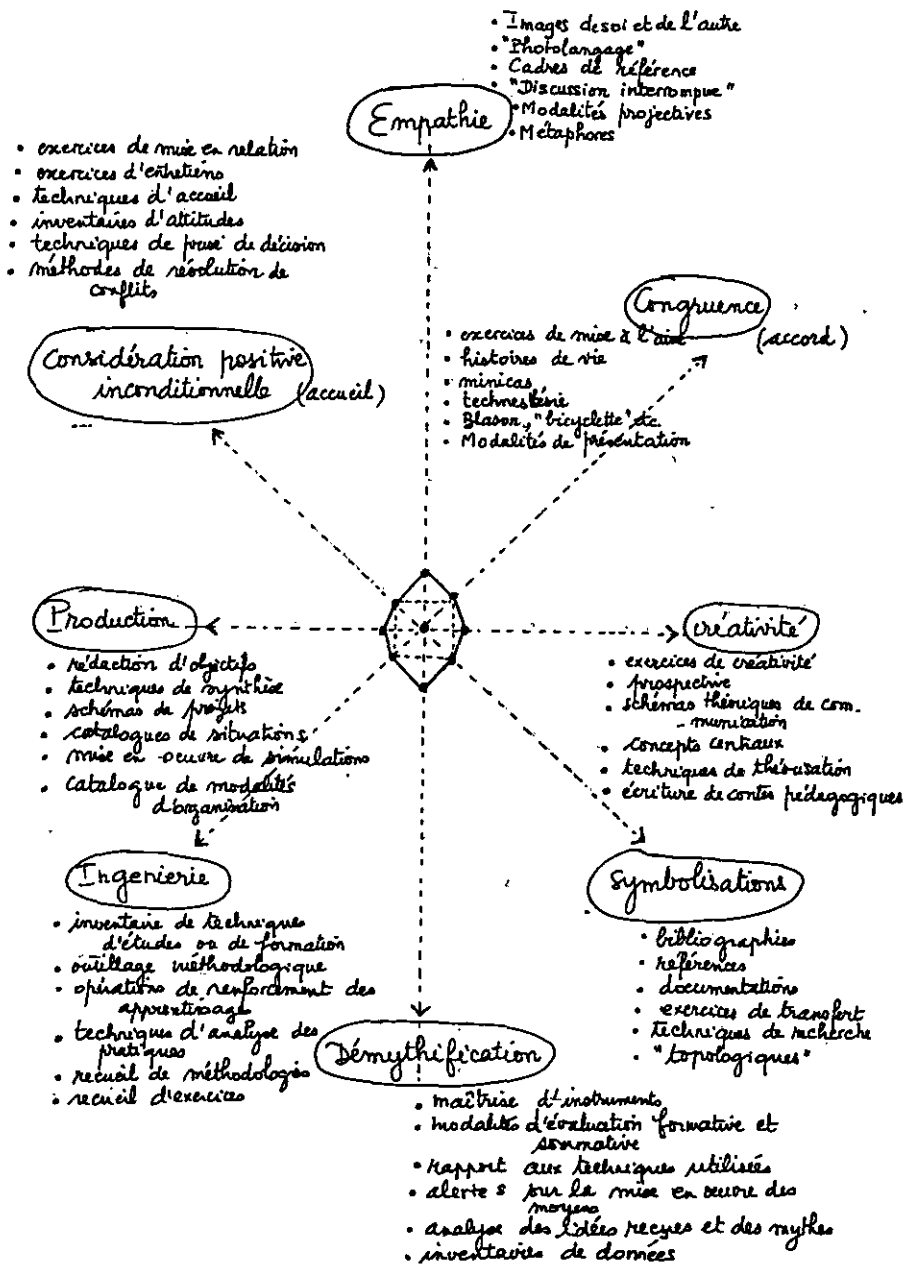 • Images de soi et de l'autre
• "Photolangage"
• Cadres de référence
• "Discussion interrompue"
• Modalités projectives
• Métaphores
Empathie
• exercices de mise en relation
• exercices d'entretiens
• techniques d'accueil
• inventaires d'attitudes
• techniques de prise de décision
• méthodes de résolution de
conflits
Considération positive
inconditionnelle (accueil)
Congruence
(accord)
• exercices de mise à l'aise
• histoires de vie
• minicas
•
• Blason, "bicyclette" etc.
• Modalités de présentation
Production
• rédaction d'objectifs
• techniques de synthèse
• schémas de projets
• catalogues de situations
• mise en oeuvre de simulations
• catalogue de modalités
d'organisation
créativité
• exercices de créativité
• prospective
• schémas théoriques de com-
-munication
• concepts centraux
• techniques de théorisation
• écriture de contes pédagogiques
Ingenierie
• inventaire de techniques
d'études ou de formation
• outillage méthodologique
• opérations de renforcement des
apprentissage
• techniques d'analyse des
pratiques
• recueil de méthodologies
• recueil d'exercices
Symbolisations
• bibliographies
• références
• documentations
• exercices de transfert
• techniques de recherche
• "topologiques"
Démythification
• maîtrise d'instruments
• modalités d'évaluation formative et
sommative
• rapport aux techniques utilisées
• alertes sur la mise en œuvre des
moyens
• analyse des idées reçues et des mythes
• inventaires de données